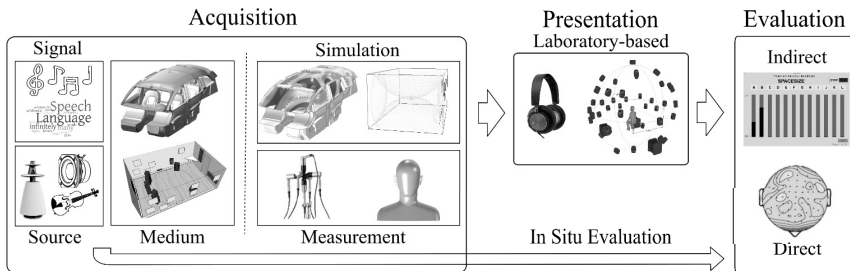 Acquisition
Presentation
Evaluation
Signal
Simulation
Laboratory-based
Indirect
Speech
Language
infinitely many
SPACESIZE
A B C D E F G H I J K L
Source
Medium
Measurement
In Situ Evaluation
Direct